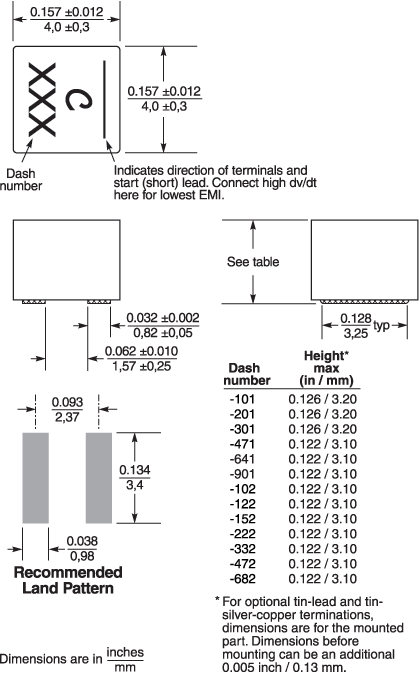 0.157 ±0.012
4,0 ±0,3
XXX
C
0.157 ±0.012
4,0 ±0,3
Dash
number
Indicates direction of terminals and
start (short) lead. Connect high dv/dt
here for lowest EMI.
See table
0.032 ±0.002
0,82 ±0,05
0.062 ±0.010
1,57 ±0,25
0.128
3,25
typ
0.093
2,37
0.134
3,4
0.038
0,98
Recommended
Land Pattern
Dash
number
Height*
max
(in / mm)
-101 0.126 / 3.20
-201 0.126 / 3.20
-301 0.126 / 3.20
-471 0.122 / 3.10
-641 0.122 / 3.10
-901 0.122 / 3.10
-102 0.122 / 3.10
-122 0.122 / 3.10
-152 0.122 / 3.10
-222 0.122 / 3.10
-332 0.122 / 3.10
-472 0.122 / 3.10
-682 0.122 / 3.10
* For optional tin-lead and tin-
silver-copper terminations,
dimensions are for the mounted
part. Dimensions before
mounting can be an additional
0.005 inch / 0.13 mm.
Dimensions are in inches
mm